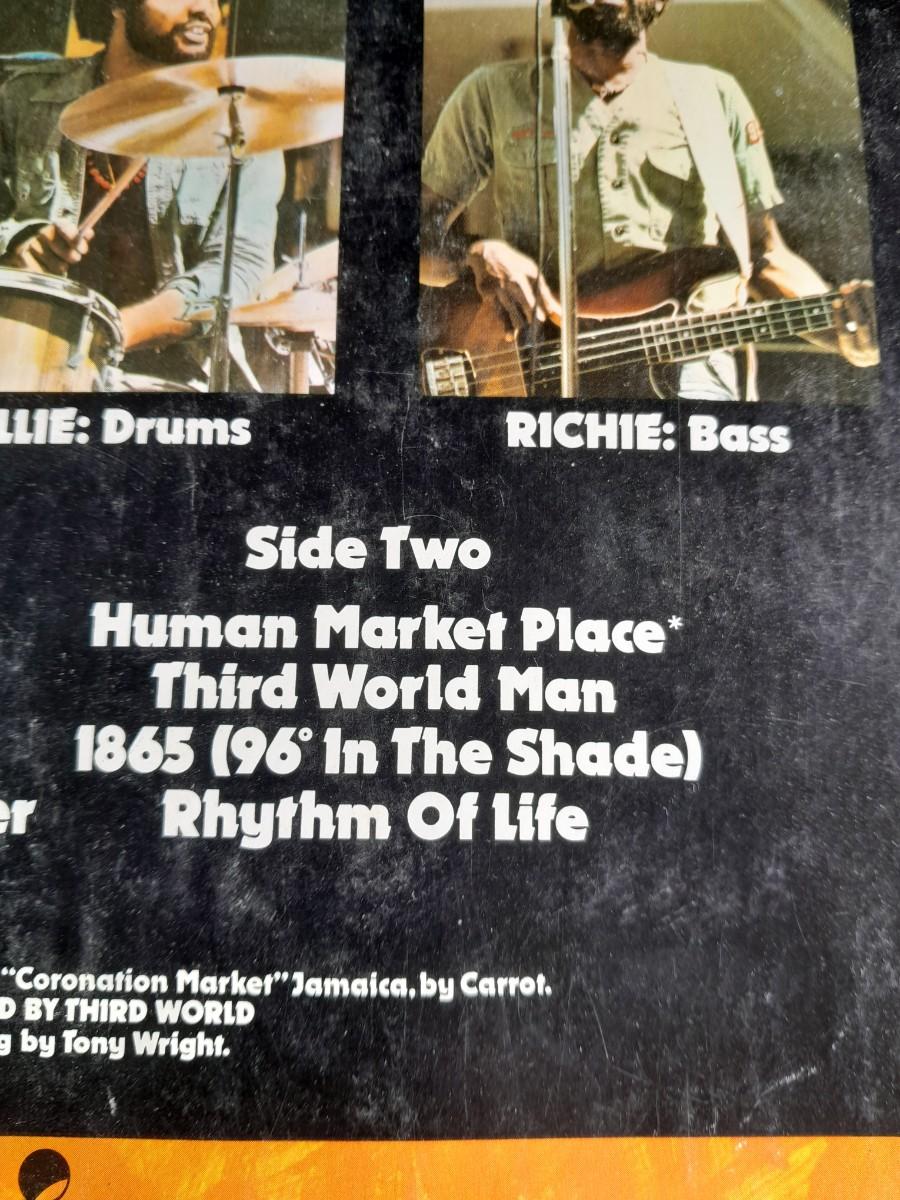 LLIE: Drums
RICHIE: Bass
Side Two
Human Market Place*
Third World Man
1865 (96° In The Shade)
er Rhythm Of Life
“Coronation Market” Jamaica, by Carrot.
D BY THIRD WORLD
g by Tony Wright.